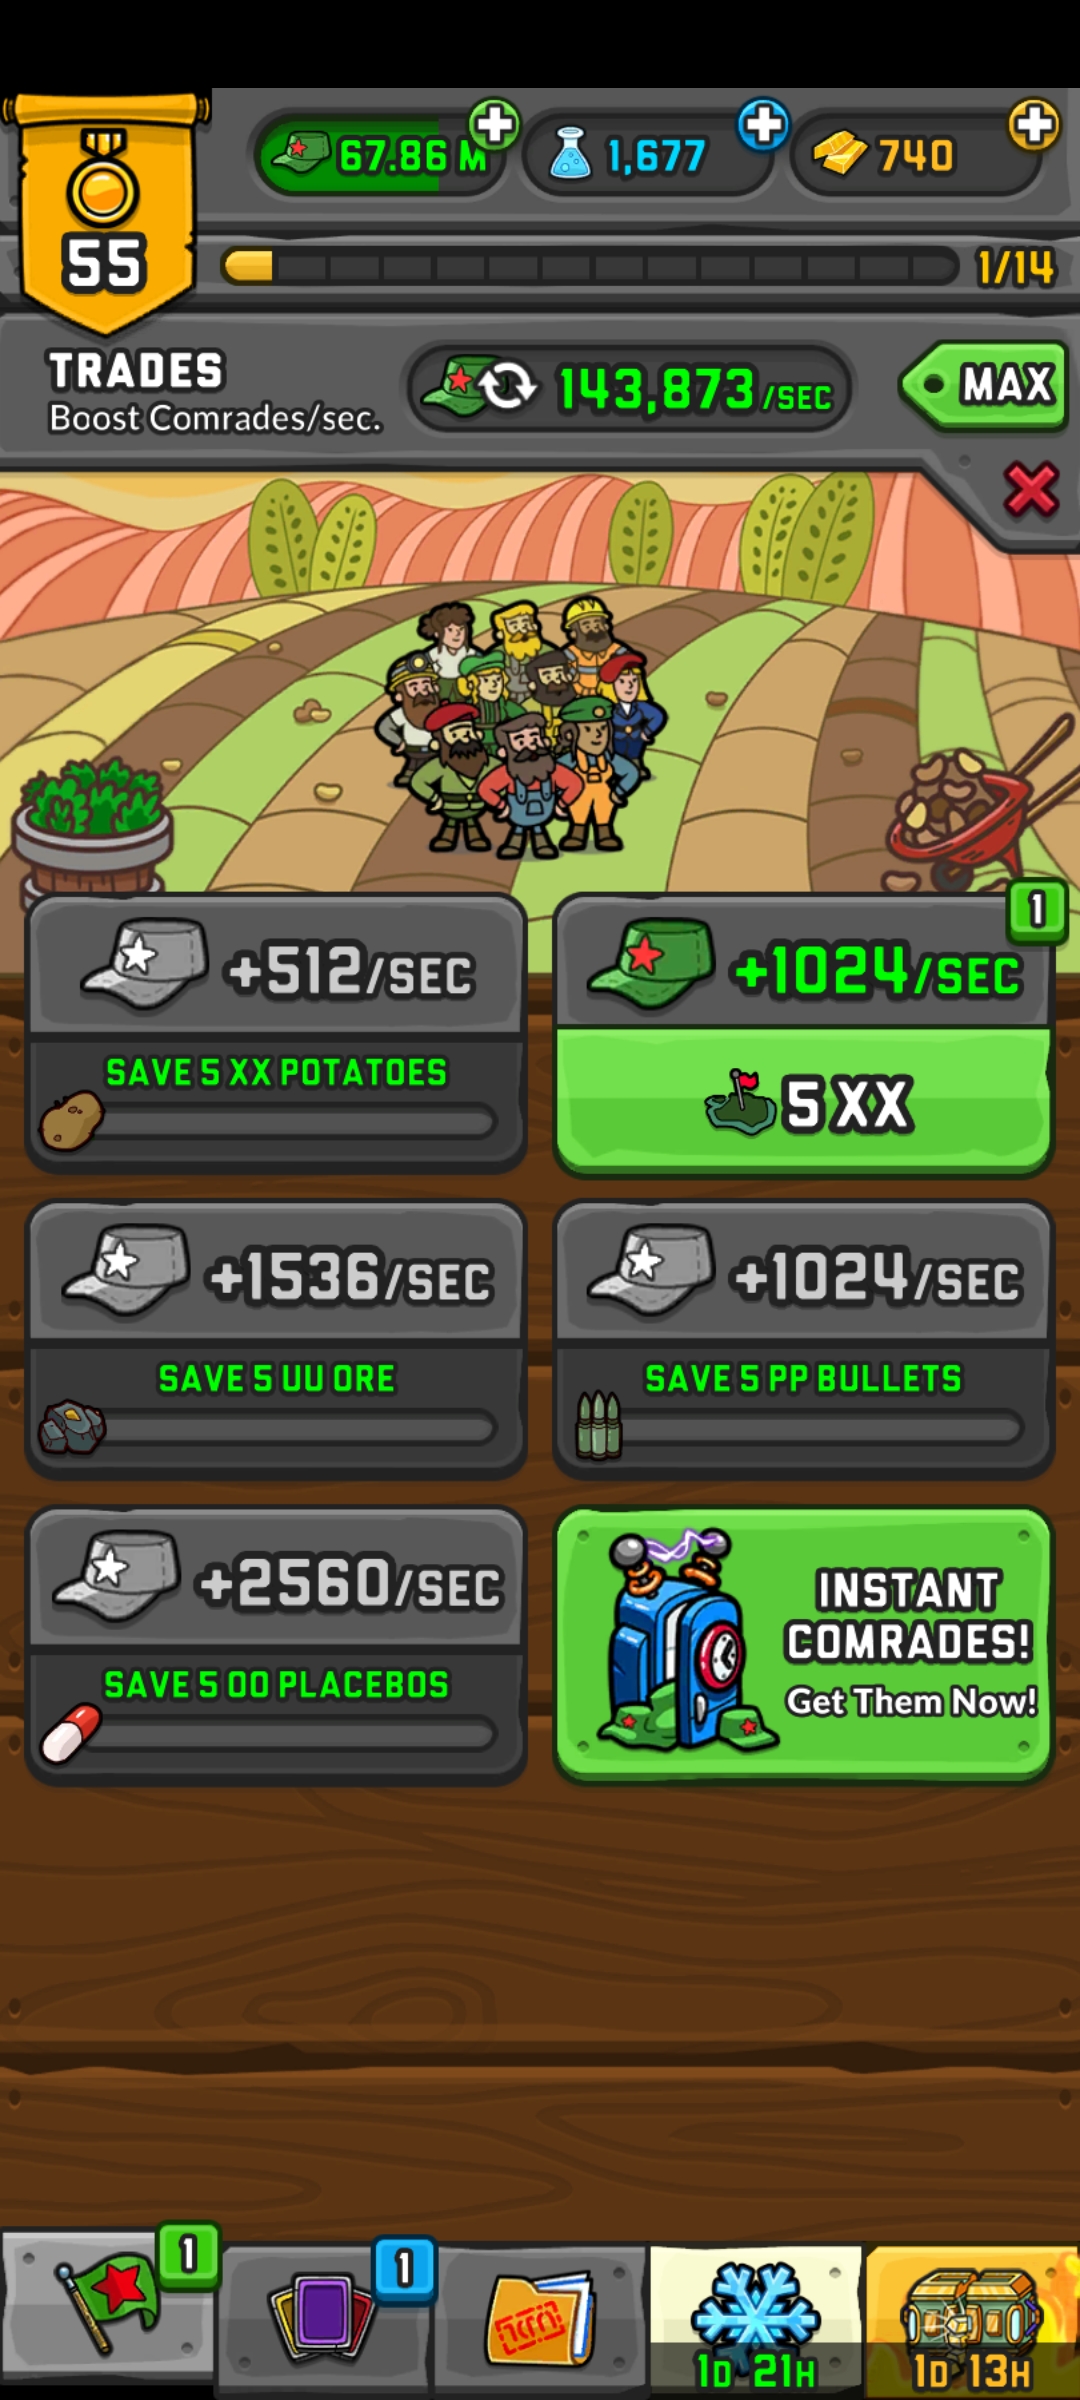 67.86 M
1,677
740
55
1/14
TRADES
Boost Comrades/sec.
143,873/SEC
MAX
+512/SEC
SAVE 5 XX POTATOES
1
+1024/SEC
5 XX
+1536/SEC
SAVE 5 UU ORE
+1024/SEC
SAVE 5 PP BULLETS
+2560/SEC
SAVE 5 OO PLACEBOS
INSTANT
COMRADES!
Get Them Now!
1
1
1D 21H
1D 13H